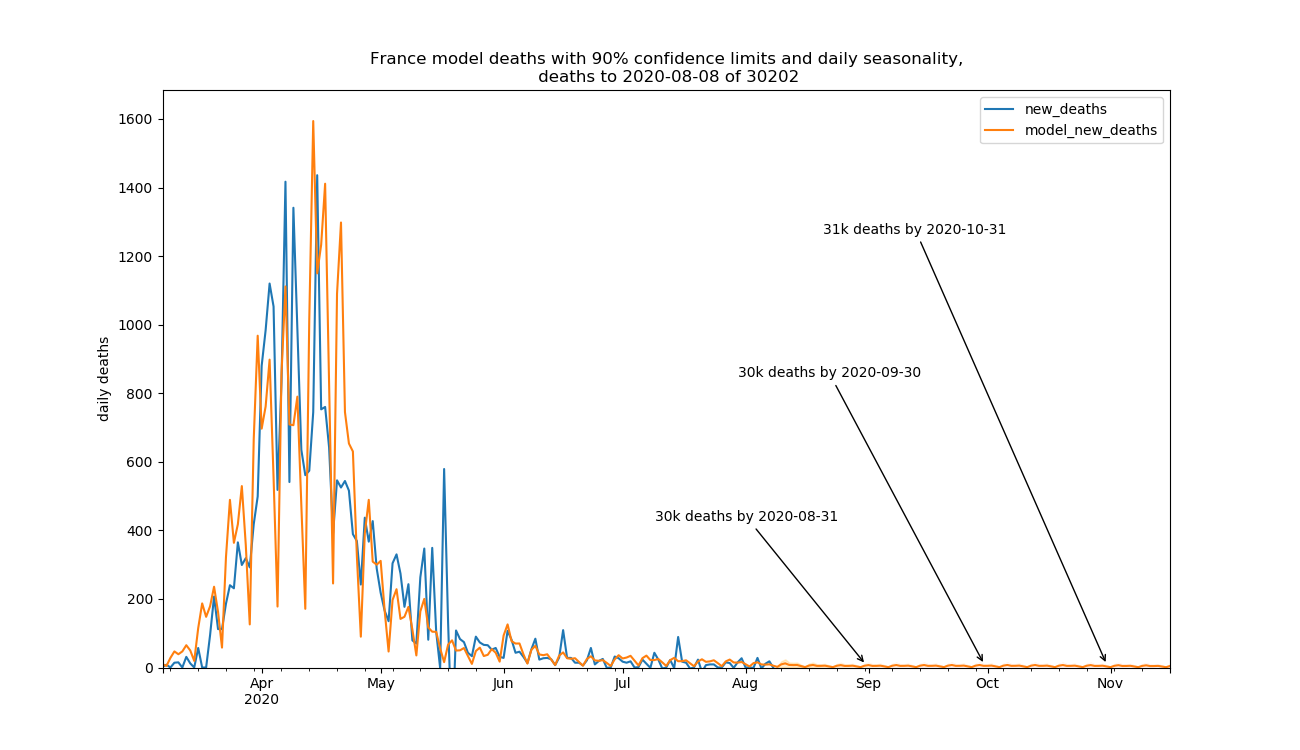 France model deaths with 90% confidence limits and daily seasonality,
deaths to 2020-08-08 of 30202
new_deaths
model_new_deaths
1600
1400
1200
1000
800
600
400
200
0
daily deaths
31k deaths by 2020-10-31
30k deaths by 2020-09-30
30k deaths by 2020-08-31
Apr
2020
May
Jun
Jul
Aug
Sep
Oct
Nov